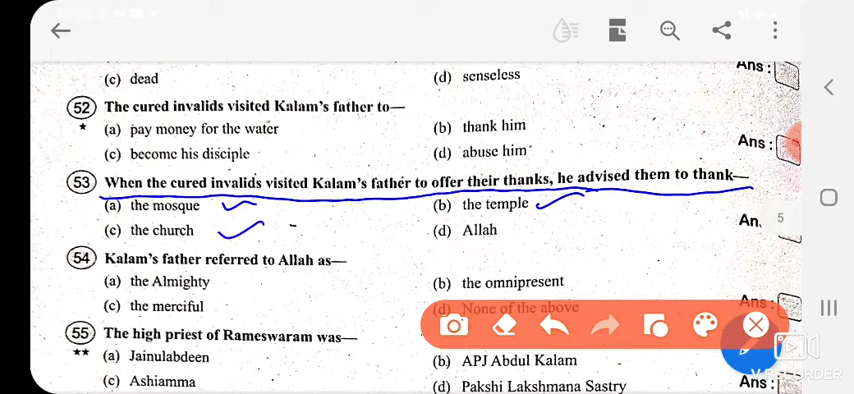 (c) dead (d) senseless Ans :
52 The cured invalids visited Kalam's father to—
★ (a) pay money for the water (b) thank him
(c) become his disciple (d) abuse him Ans :
53 When the cured invalids visited Kalam's father to offer their thanks, he advised them to thank—
(a) the mosque (b) the temple
(c) the church (d) Allah An. 5
54 Kalam's father referred to Allah as—
(a) the Almighty (b) the omnipresent
(c) the merciful (d) None of the above Ans :
55 The high priest of Rameswaram was—
★★ (a) Jainulabdeen (b) APJ Abdul Kalam
(c) Ashiamma (d) Pakshi Lakshmana Sastry Ans :